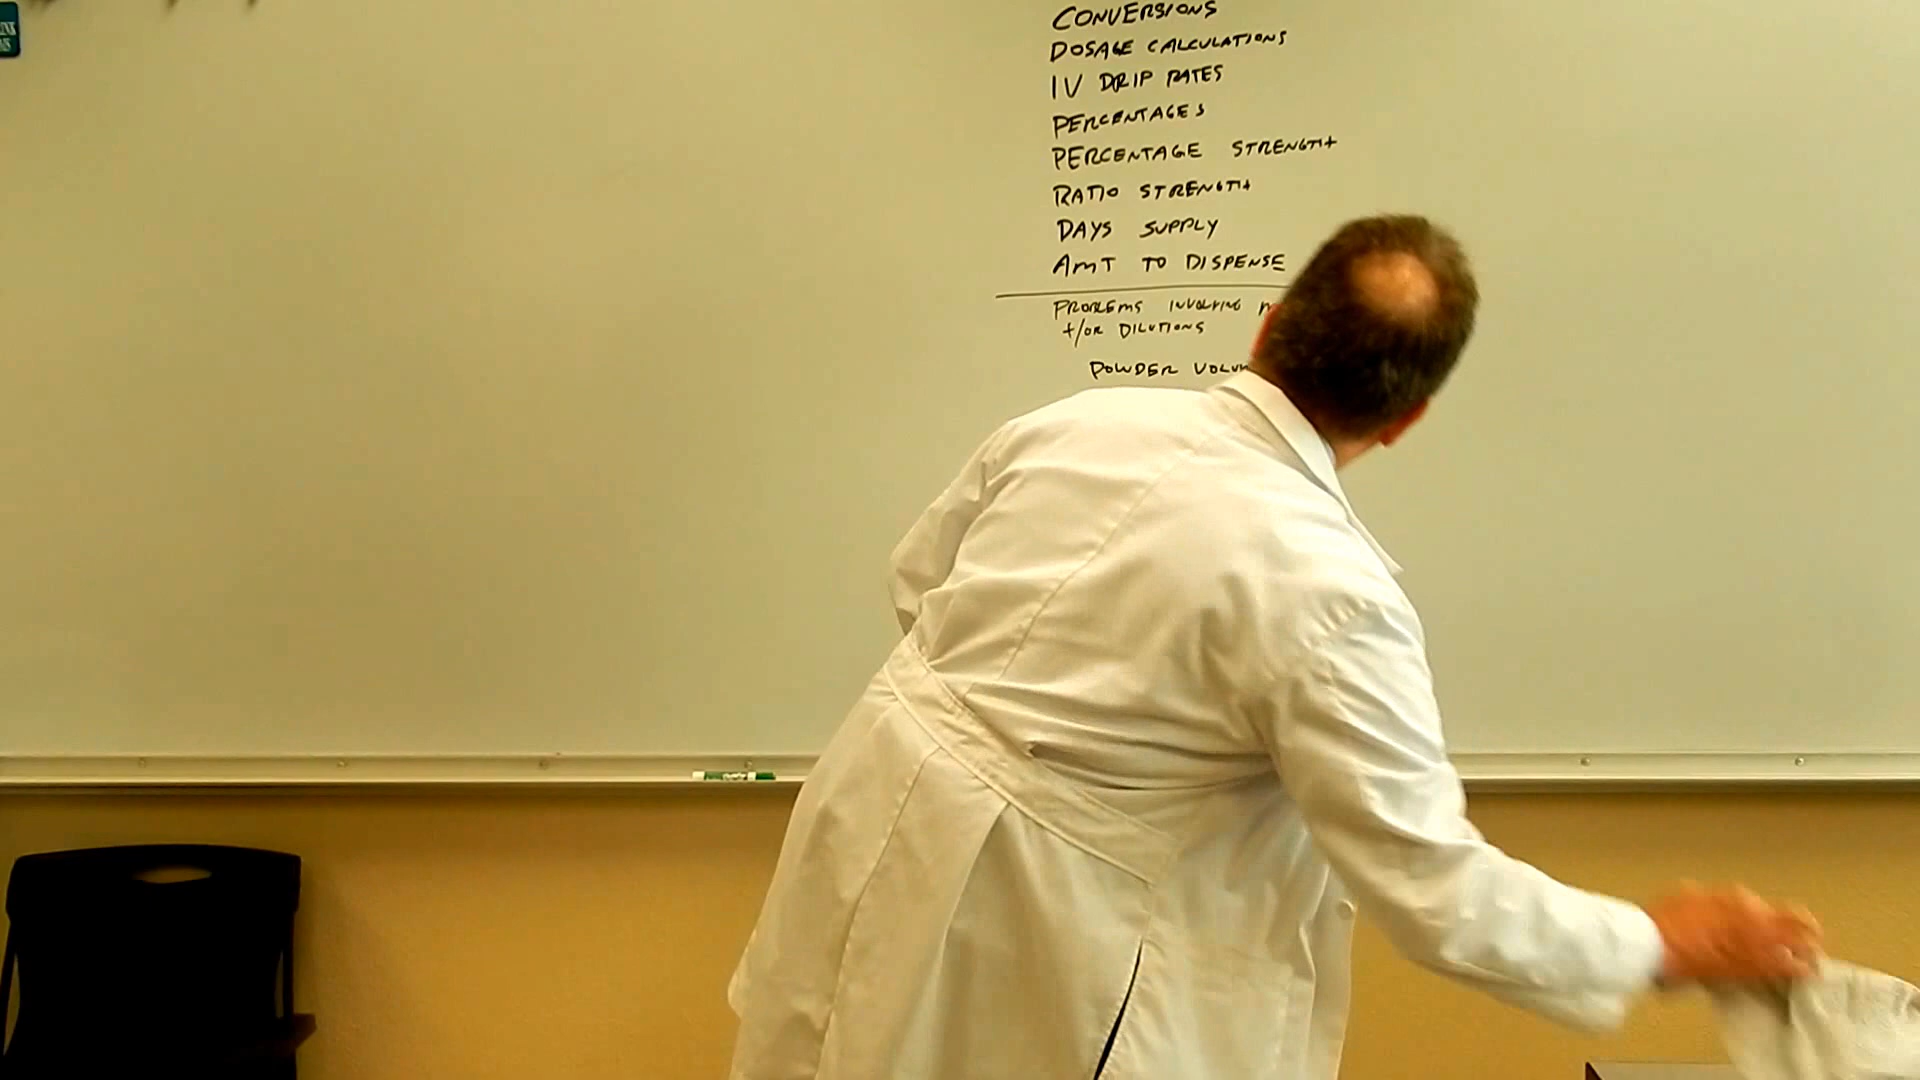 CONVERSIONS
DOSAGE CALCULATIONS
IV DRIP RATES
PERCENTAGES
PERCENTAGE STRENGTH
RATIO STRENGTH
DAYS SUPPLY
AMT TO DISPENSE
PROBLEMS INVOLVING
+/OR DILUTIONS
POWDER